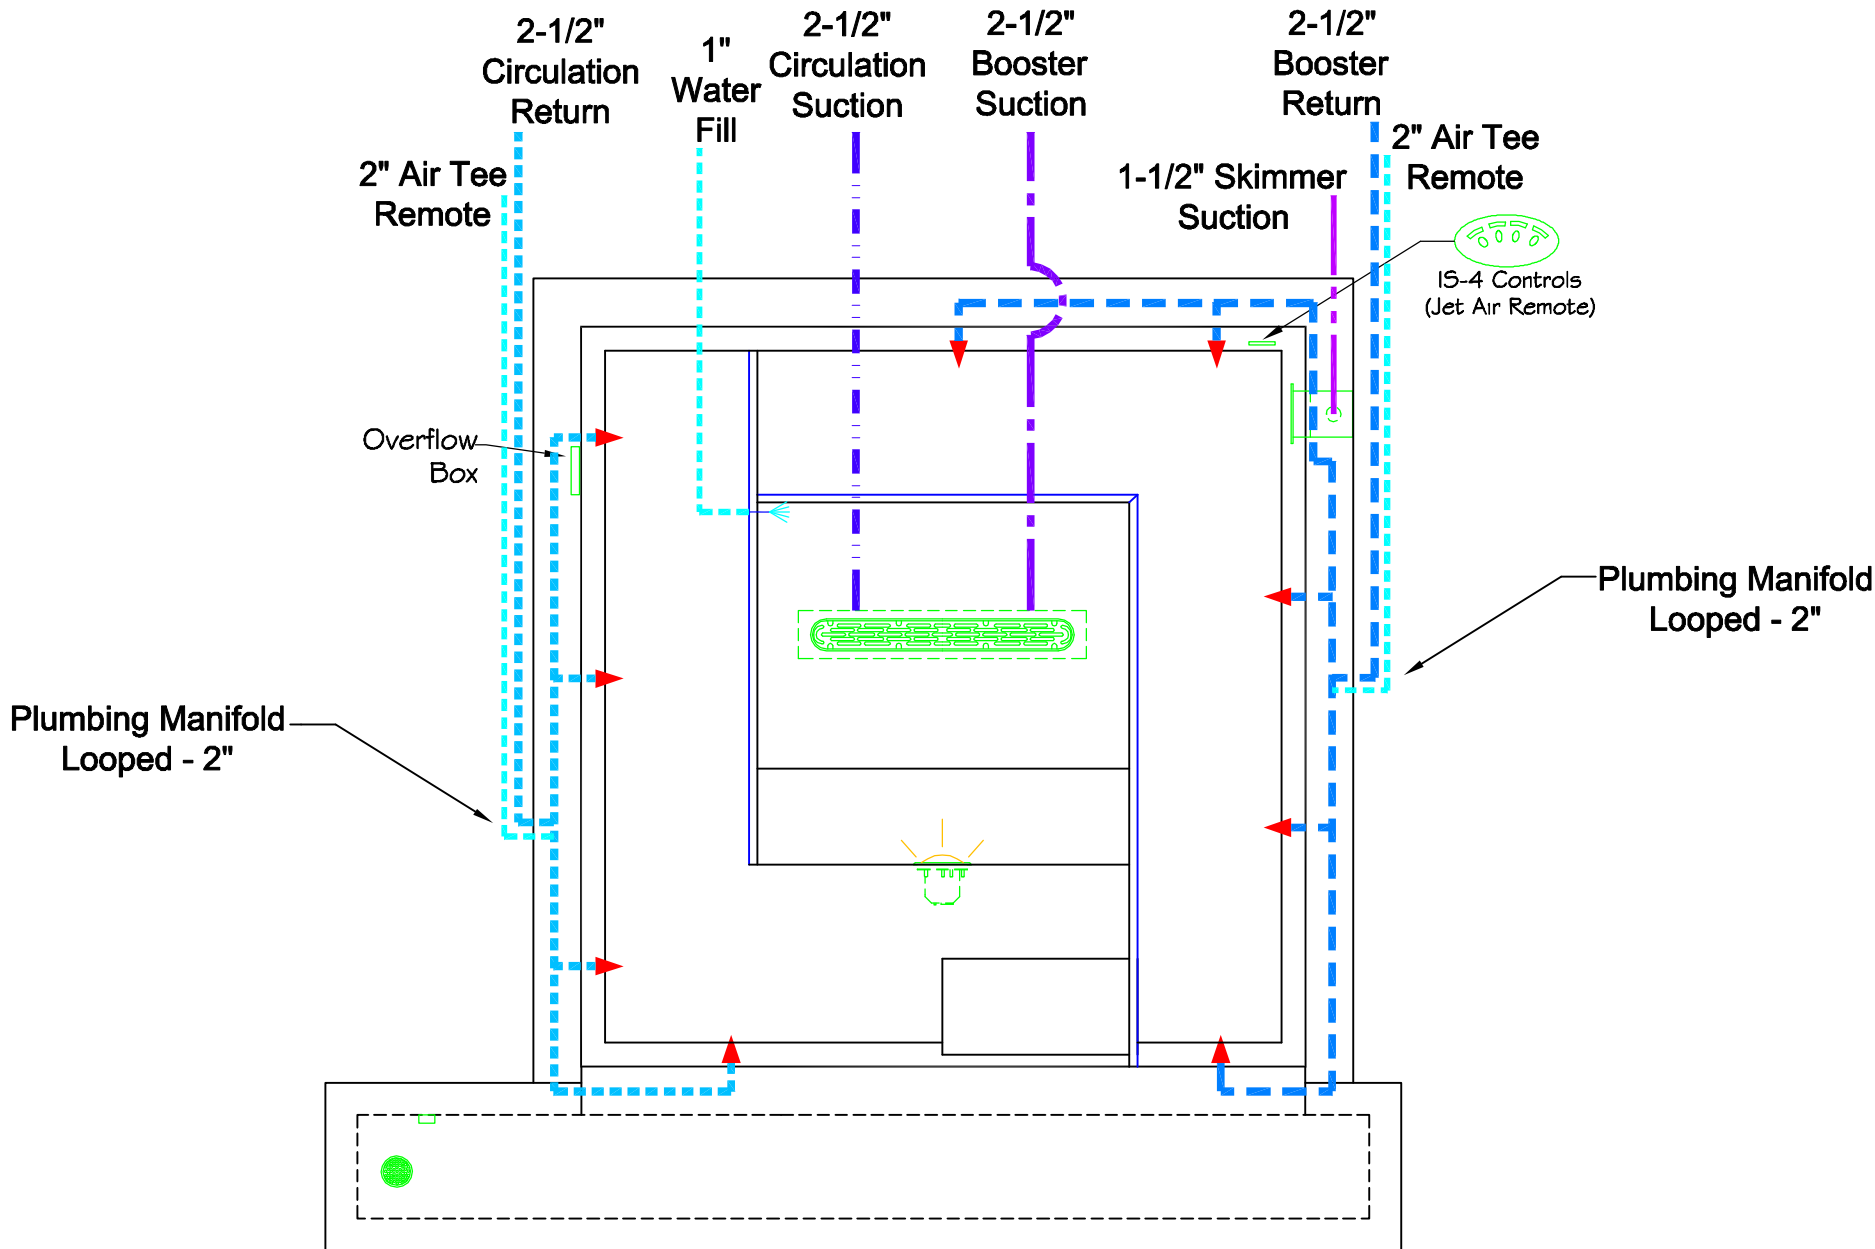 2-1/2"
Circulation
Return
1"
Water
Fill
2-1/2"
Circulation
Suction
2-1/2"
Booster
Suction
2-1/2"
Booster
Return
2" Air Tee
Remote
1-1/2" Skimmer
Suction
2" Air Tee
Remote
IS-4 Controls
(Jet Air Remote)
Overflow
Box
Plumbing Manifold
Looped - 2"
Plumbing Manifold
Looped - 2"